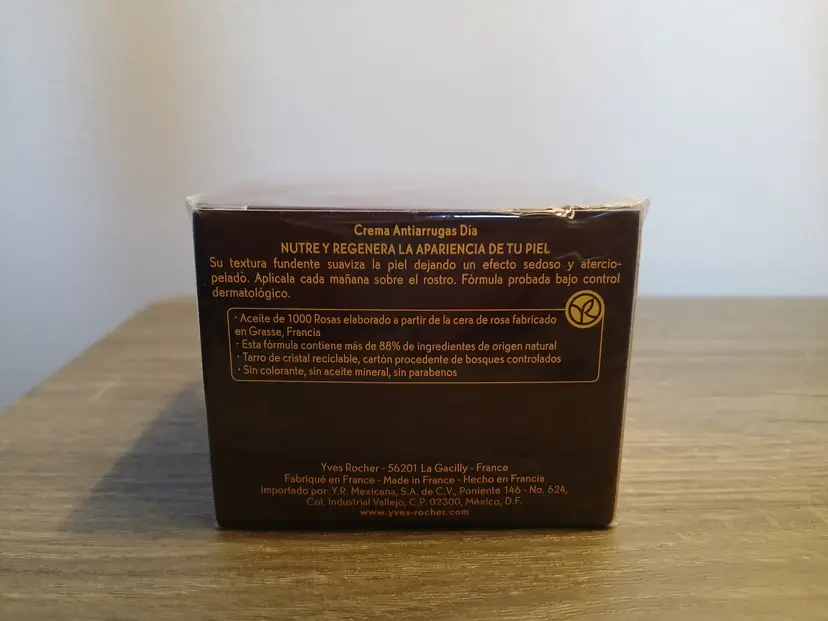 Crema Antiarrugas Día
NUTRE Y REGENERA LA APARIENCIA DE TU PIEL
Su textura fundente suaviza la piel dejando un efecto sedoso y atercio-
pelado. Aplícala cada mañana sobre el rostro. Fórmula probada bajo control
dermatológico.
· Aceite de 1000 Rosas elaborado a partir de la cera de rosa fabricado
en Grasse, Francia
· Esta fórmula contiene más de 88% de ingredientes de origen natural
· Tarro de cristal reciclable, cartón procedente de bosques controlados
· Sin colorante, sin aceite mineral, sin parabenos
Yves Rocher - 56201 La Gacilly - France
Fabriqué en France - Made in France - Hecho en Francia
Importado por: Y.R. Mexicana, S.A. de C.V., Poniente 146 - No. 624,
Col. Industrial Vallejo, C.P. 02300, México, D.F.
www.yves-rocher.com